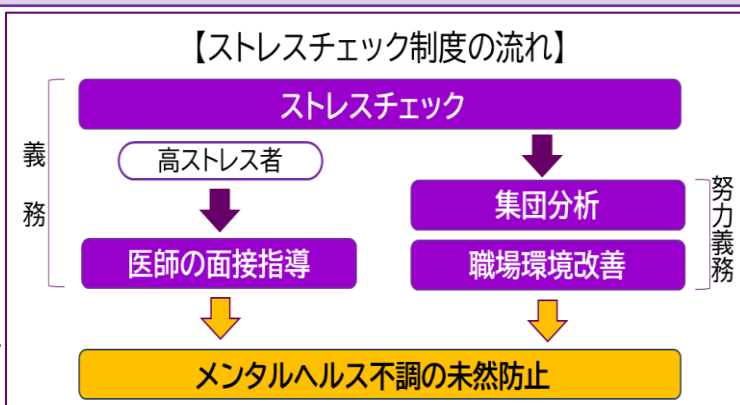 【ストレスチェック制度の流れ】
ストレスチェック
義務
高ストレス者
医師の面接指導
集団分析
職場環境改善
努力義務
メンタルヘルス不調の未然防止